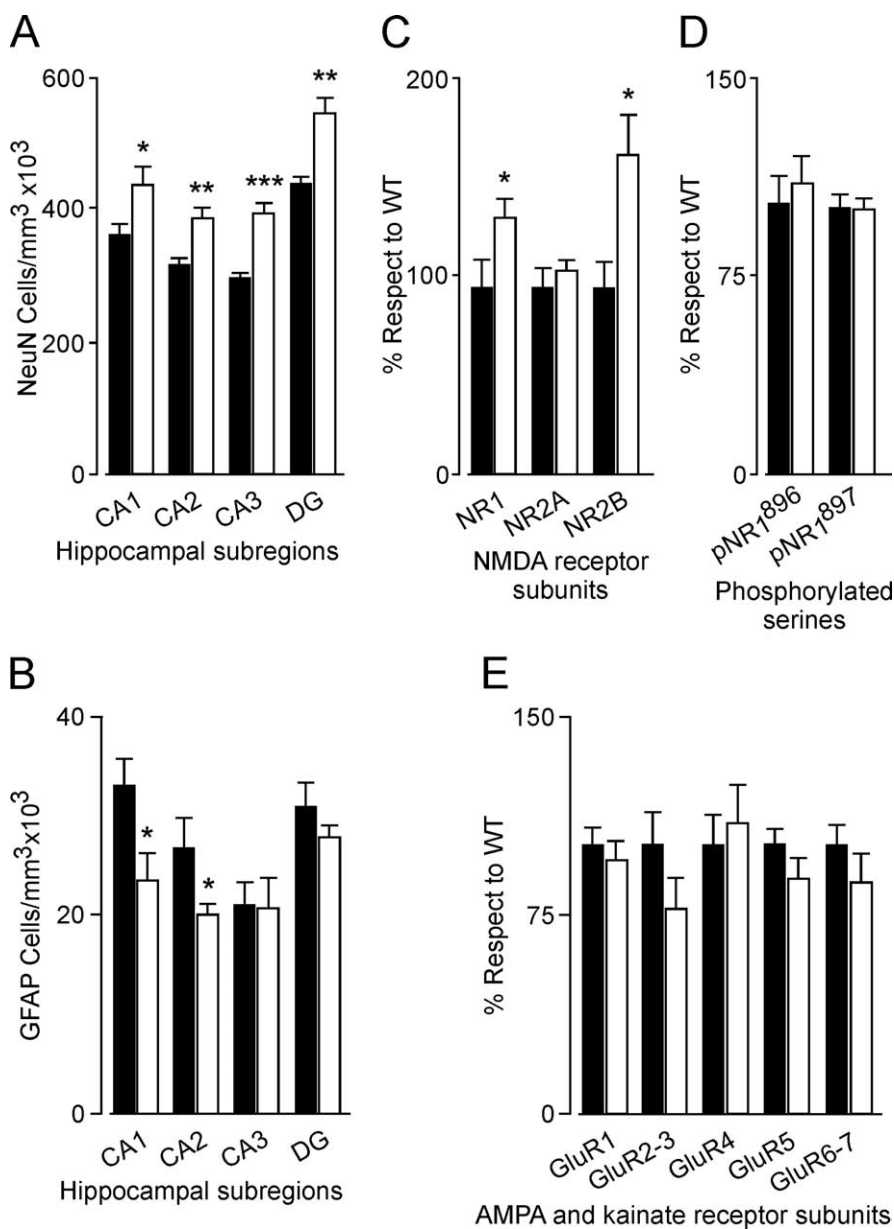 A
NeuN Cells/mm³ x10³
600
400
200
0
*
**
***
**
CA1
CA2
CA3
DG
Hippocampal subregions
C
% Respect to WT
200
100
0
*
*
NR1
NR2A
NR2B
NMDA receptor
subunits
D
% Respect to WT
150
75
0
pNR1⁸⁹⁶
pNR1⁸⁹⁷
Phosphorylated
serines
B
GFAP Cells/mm³x10³
40
20
0
*
*
CA1
CA2
CA3
DG
Hippocampal subregions
E
% Respect to WT
150
75
0
GluR1
GluR2-3
GluR4
GluR5
GluR6-7
AMPA and kainate receptor subunits